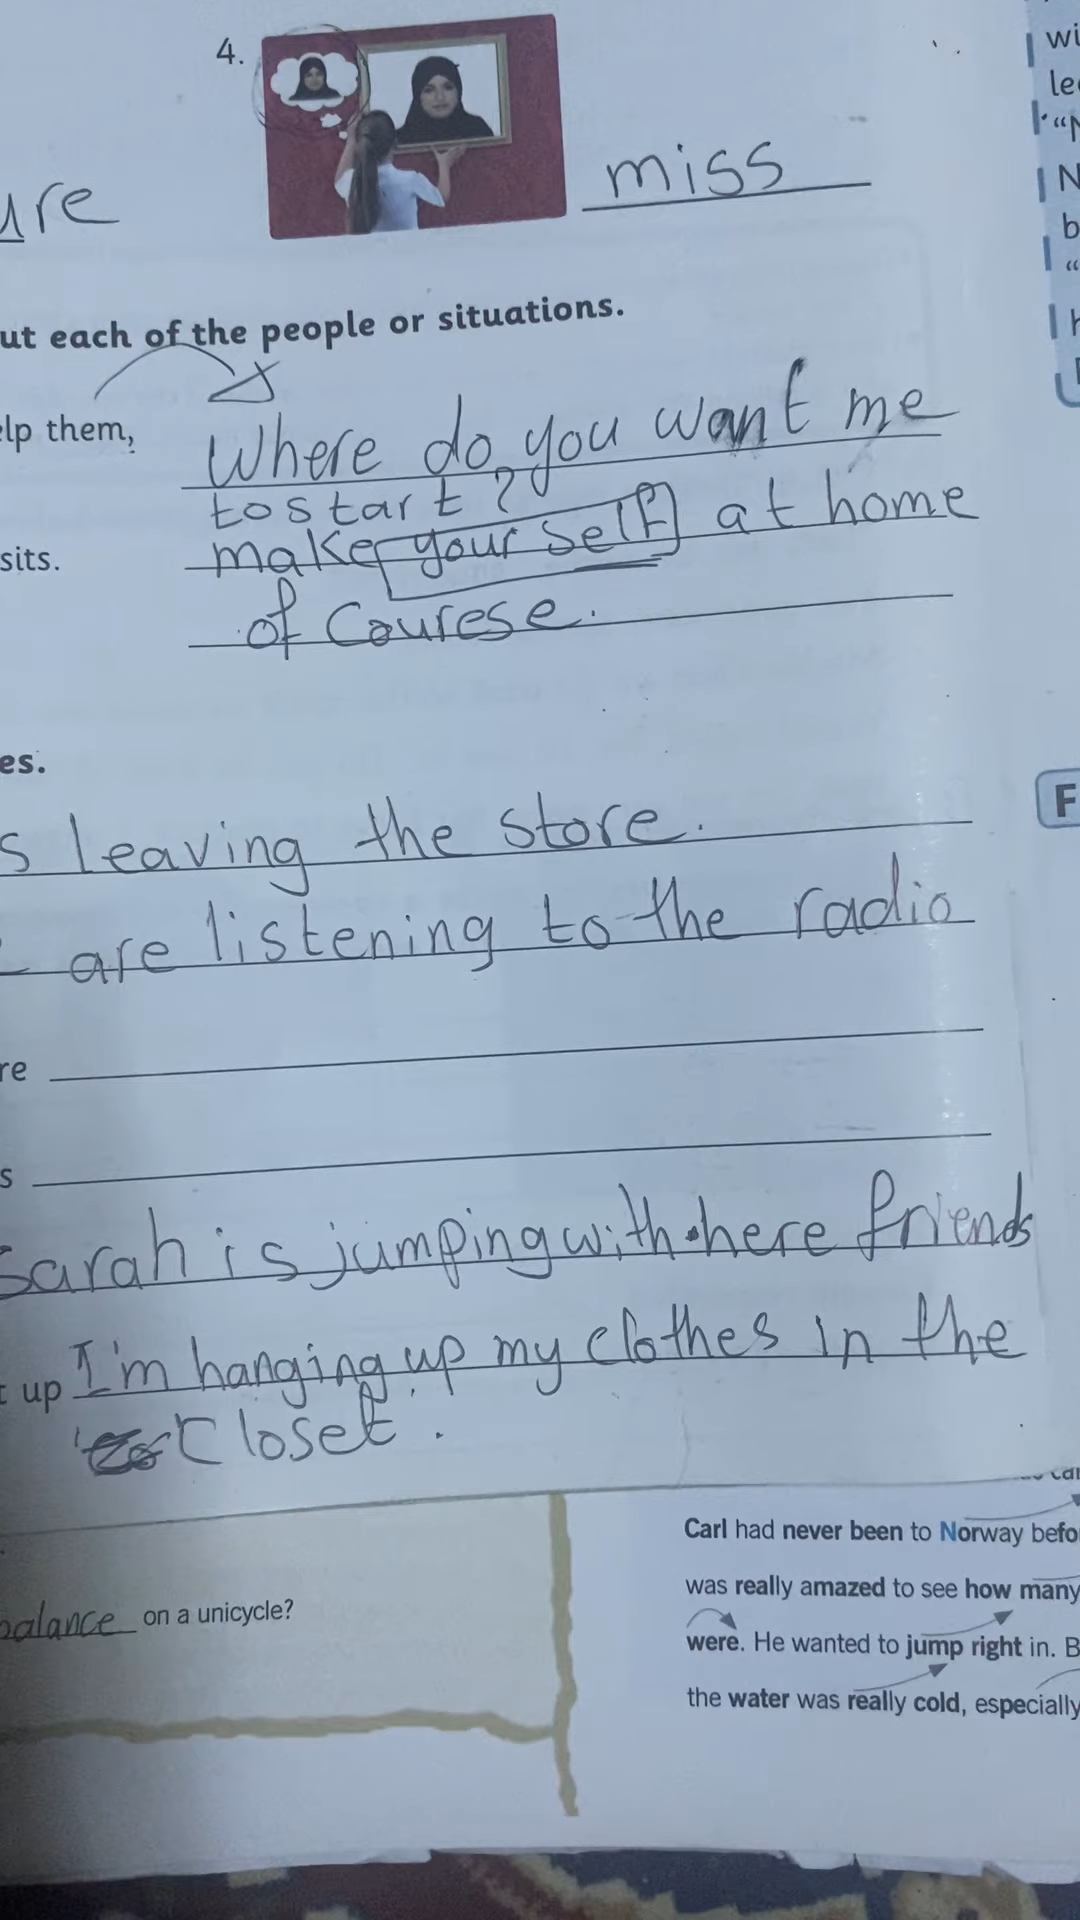 4.
miss
ure
ut each of the people or situations.
elp them,
Where do you want me
to start?
sits.
make your self at home
of Courese.
es.
s leaving the store.
are listening to the radio
re
s
Sarah is jumping with here friends
t up I'm hanging up my clothes in the
closet.
balance on a unicycle?
Carl had never been to Norway befo
was really amazed to see how many
were. He wanted to jump right in. B
the water was really cold, especially
wi
le
"N
N
b
"
F